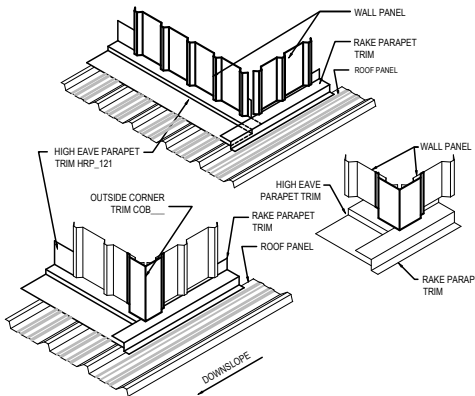 WALL PANEL
RAKE PARAPET
TRIM
ROOF PANEL
HIGH EAVE PARAPET
TRIM HRP_121
WALL PANEL
HIGH EAVE
PARAPET TRIM
OUTSIDE CORNER
TRIM COB___
RAKE PARAPET
TRIM
ROOF PANEL
RAKE PARAP
TRIM
DOWNSLOPE